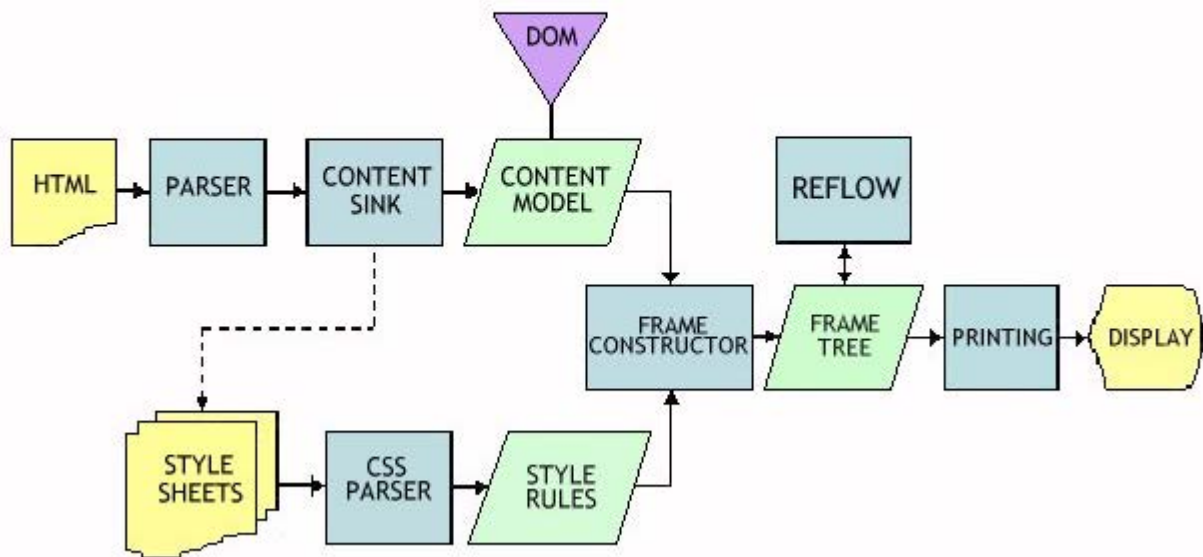 DOM
HTML
PARSER
CONTENT
SINK
CONTENT
MODEL
REFLOW
FRAME
CONSTRUCTOR
FRAME
TREE
PRINTING
DISPLAY
STYLE
SHEETS
CSS
PARSER
STYLE
RULES